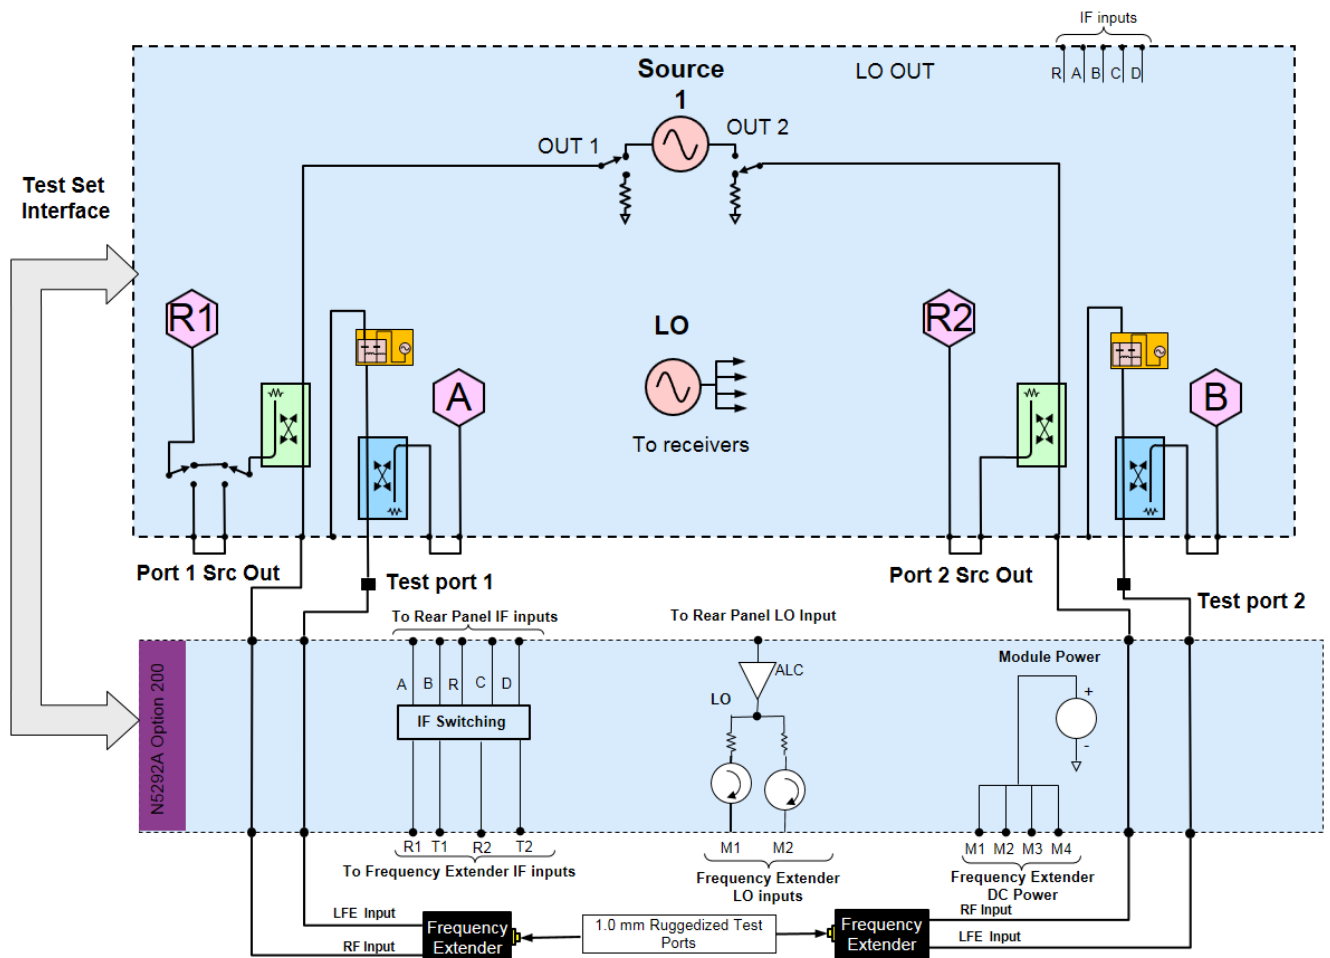 IF inputs
Source
1
LO OUT
R A B C D
OUT 1
OUT 2
Test Set
Interface
R1
A
LO
To receivers
R2
B
Port 1 Src Out
Test port 1
Port 2 Src Out
Test port 2
To Rear Panel IF inputs
To Rear Panel LO Input
N5292A Option 200
A B R C D
IF Switching
ALC
LO
Module Power
+
-
R1 T1 R2 T2
To Frequency Extender IF inputs
M1 M2
Frequency Extender
LO inputs
M1 M2 M3 M4
Frequency Extender
DC Power
LFE Input
RF Input
Frequency
Extender
1.0 mm Ruggedized Test
Ports
Frequency
Extender
RF Input
LFE Input